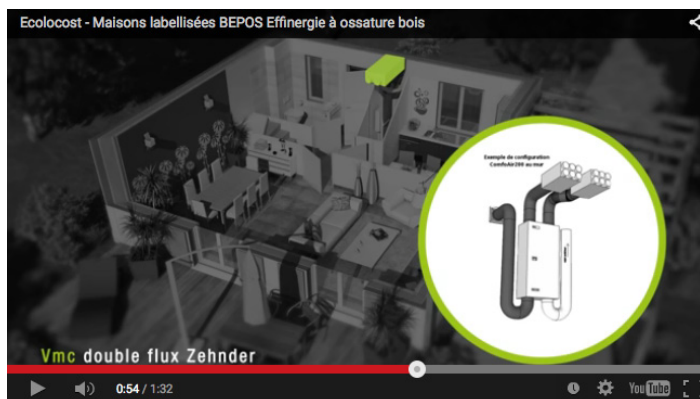 Ecolocost - Maisons labellisées BEPOS Effinergie à ossature bois
Exemple de configuration
ComfoAir200 au mur
Vmc double flux Zehnder
0:54 / 1:32
YouTube